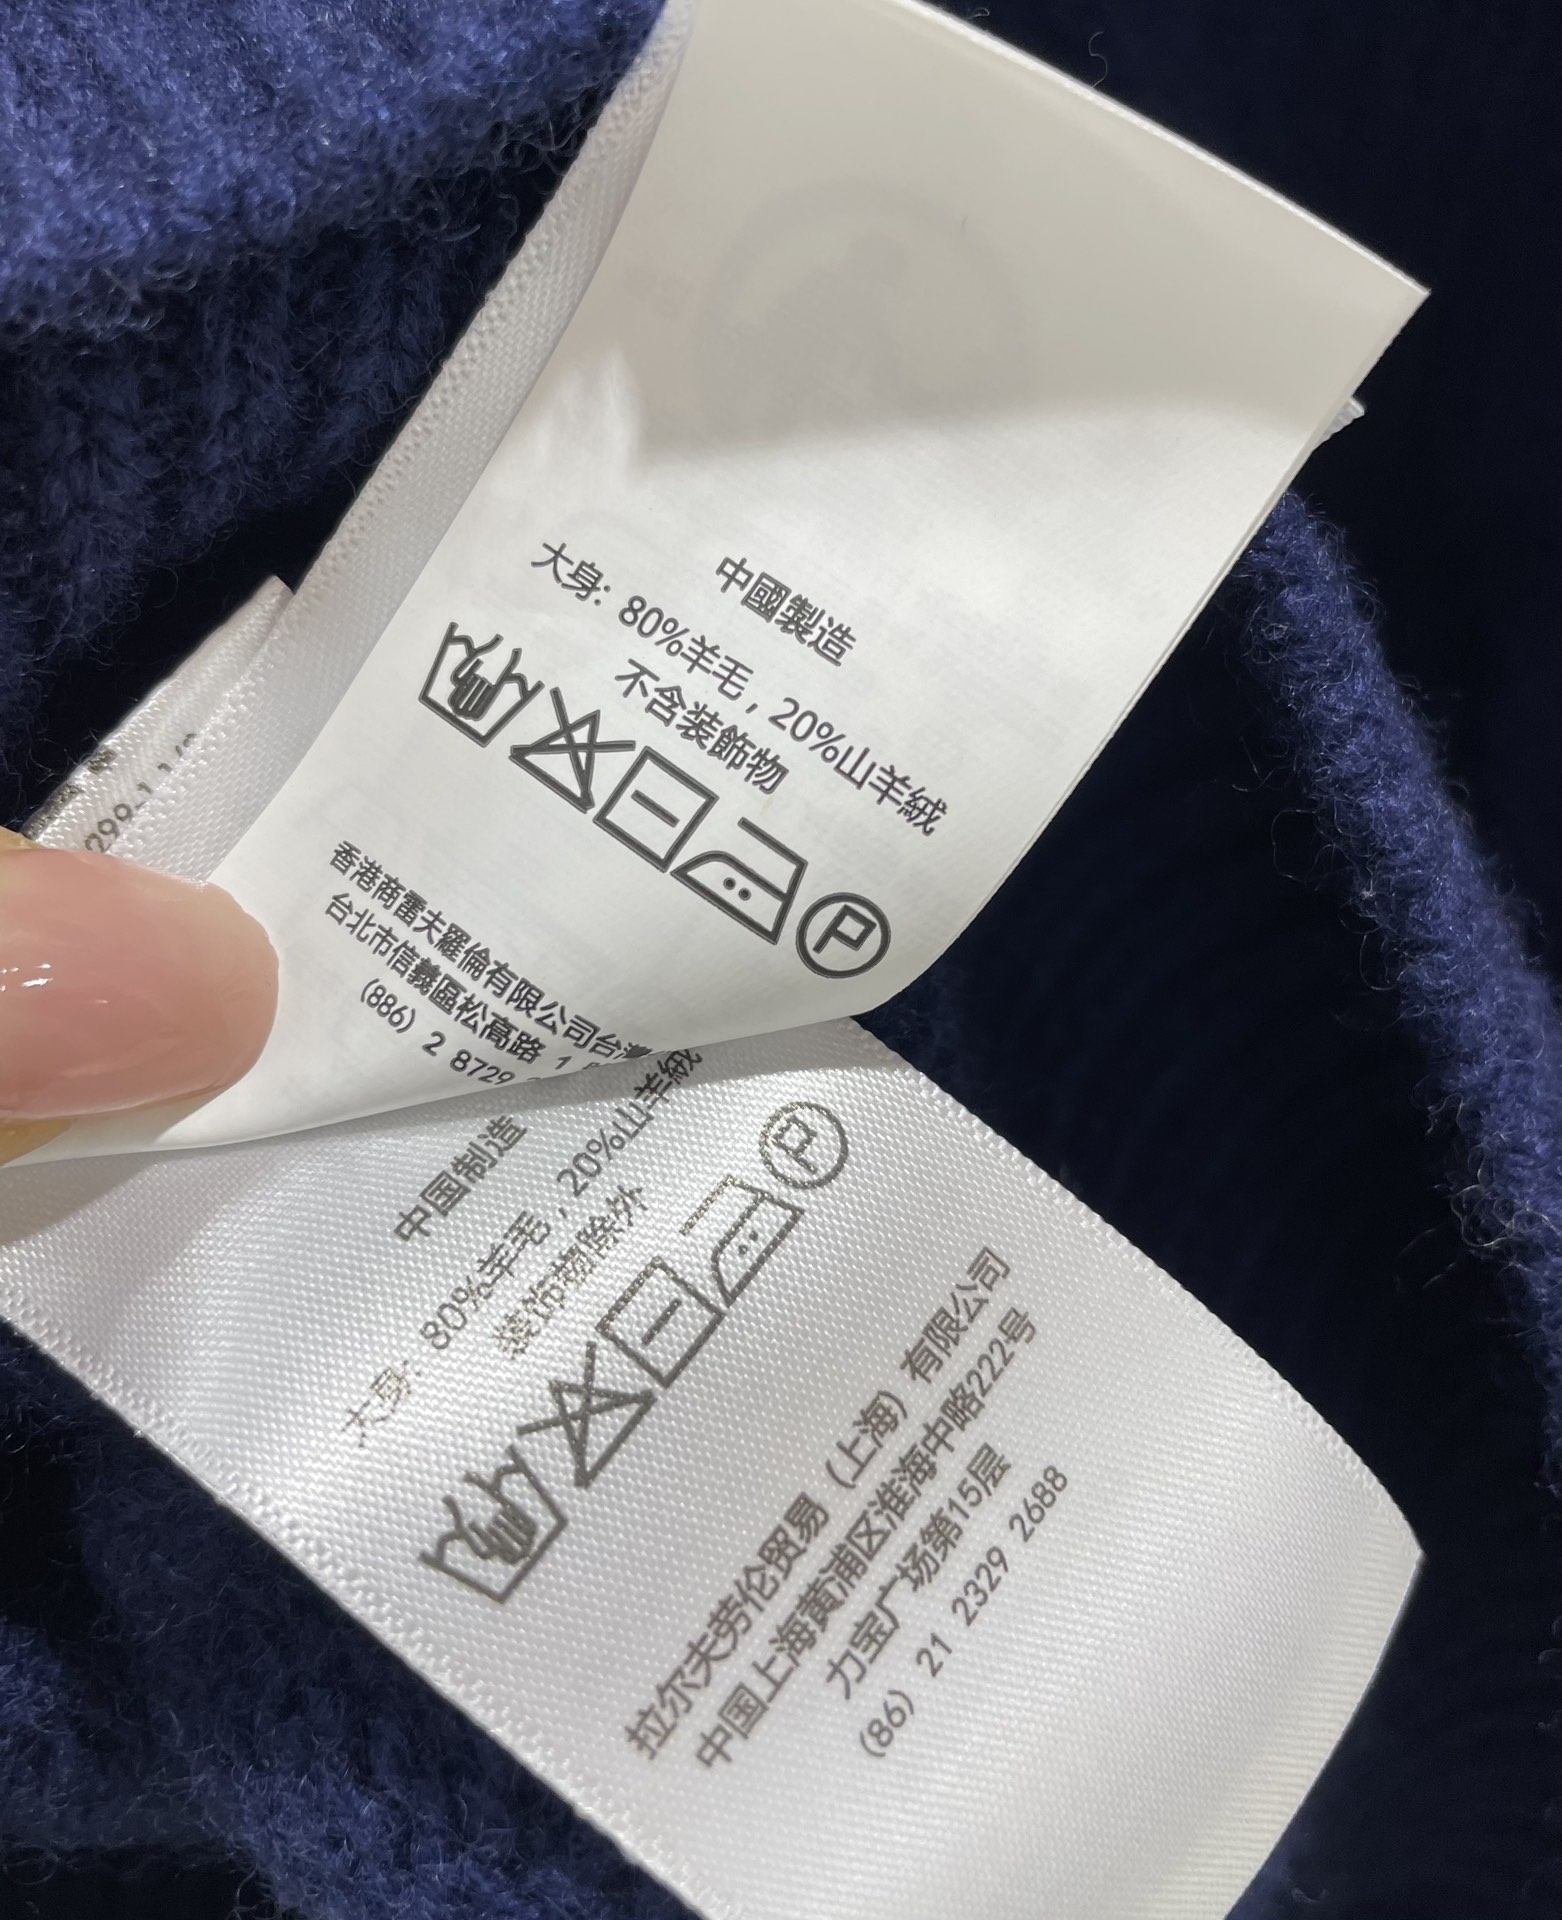 中國製造
大身: 80%羊毛 , 20%山羊絨
不含装飾物
P
香港商雷夫羅倫有限公司台灣
台北市信義區松高路 1
(886) 2 8729
299-1
中国制造
大身: 80%羊毛 , 20%山羊绒
装饰物除外
P
拉尔夫劳伦贸易 (上海) 有限公司
中国上海黄浦区淮海中路222号
力宝广场第15层
(86) 21 2329 2688